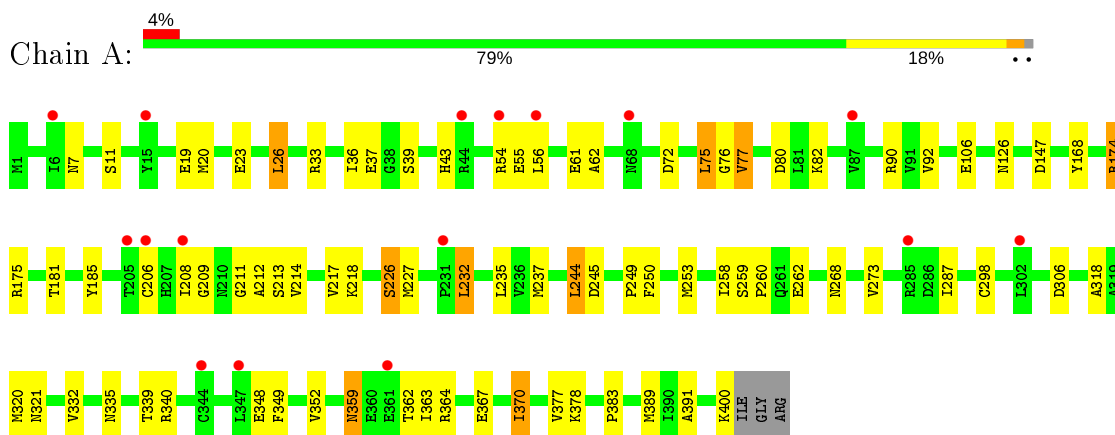 4%
Chain A:
79%
18%
M1 I6 N7 S11 Y15 E19 M20 E23 L26 R33 I36 E37 G38 S39 H43 R44 R54 E55 L56 E61 A62 N68 D72 L75 G76 V77 D80 L81 K82 V87 R90 V91 V92 E106 N126 D147 Y168 R174
R175 T181 Y185 T205 C206 H207 I208 G209 N210 G211 A212 S213 V214 V217 K218 S226 M227 P231 L232 L235 V236 M237 L244 D245 P249 F250 M253 I258 S259 P260 Q261 E262 N268 V273 R285 D286 I287 C298 L302 D306 A318 A319
M320 N321 V332 N335 T339 R340 C344 L347 E348 F349 V352 N359 E360 E361 T362 I363 R364 E367 I370 V377 K378 P383 M389 I390 A391 K400 ILE GLY ARG